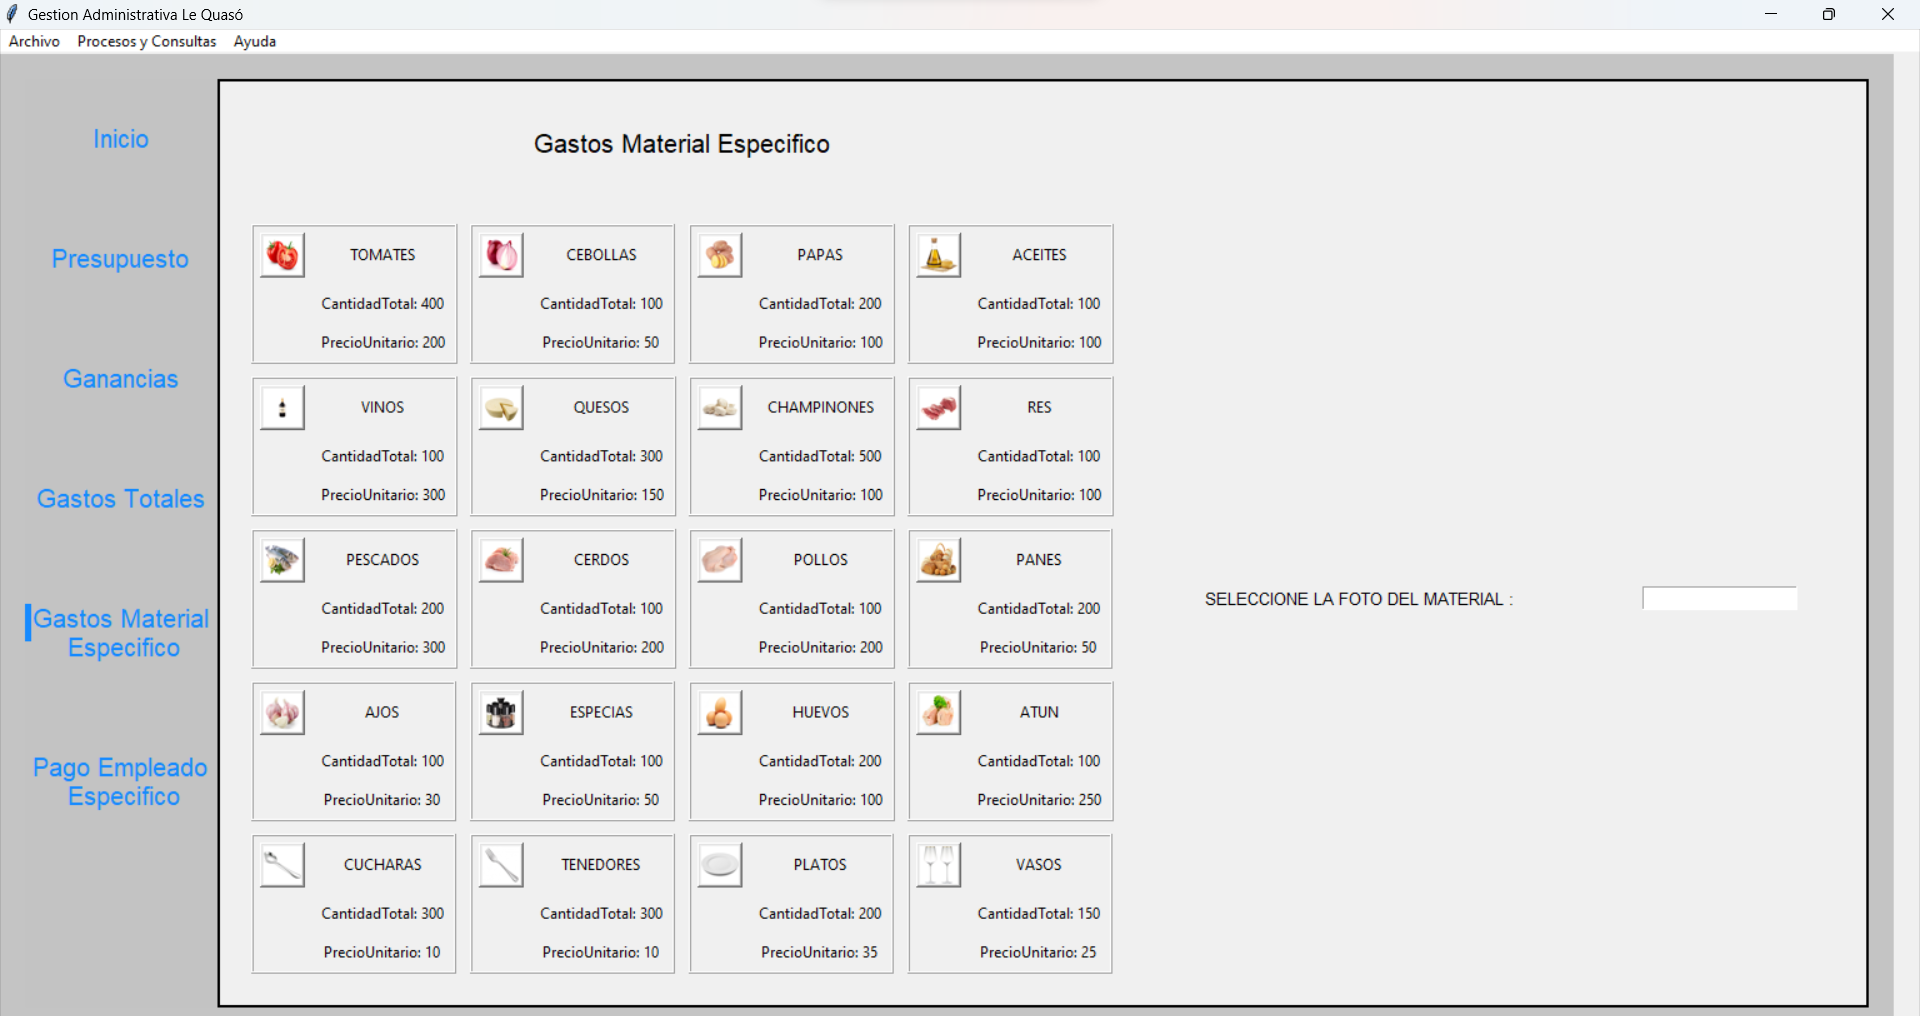 Gestion Administrativa Le Quasó
Archivo Procesos y Consultas Ayuda
Inicio
Presupuesto
Ganancias
Gastos Totales
Gastos Material
Especifico
Pago Empleado
Especifico
Gastos Material Especifico
TOMATES
CantidadTotal: 400
PrecioUnitario: 200
CEBOLLAS
CantidadTotal: 100
PrecioUnitario: 50
PAPAS
CantidadTotal: 200
PrecioUnitario: 100
ACEITES
CantidadTotal: 100
PrecioUnitario: 100
VINOS
CantidadTotal: 100
PrecioUnitario: 300
QUESOS
CantidadTotal: 300
PrecioUnitario: 150
CHAMPINONES
CantidadTotal: 500
PrecioUnitario: 100
RES
CantidadTotal: 100
PrecioUnitario: 100
PESCADOS
CantidadTotal: 200
PrecioUnitario: 300
CERDOS
CantidadTotal: 100
PrecioUnitario: 200
POLLOS
CantidadTotal: 100
PrecioUnitario: 200
PANES
CantidadTotal: 200
PrecioUnitario: 50
AJOS
CantidadTotal: 100
PrecioUnitario: 30
ESPECIAS
CantidadTotal: 100
PrecioUnitario: 50
HUEVOS
CantidadTotal: 200
PrecioUnitario: 100
ATUN
CantidadTotal: 100
PrecioUnitario: 250
CUCHARAS
CantidadTotal: 300
PrecioUnitario: 10
TENEDORES
CantidadTotal: 300
PrecioUnitario: 10
PLATOS
CantidadTotal: 200
PrecioUnitario: 35
VASOS
CantidadTotal: 150
PrecioUnitario: 25
SELECCIONE LA FOTO DEL MATERIAL :